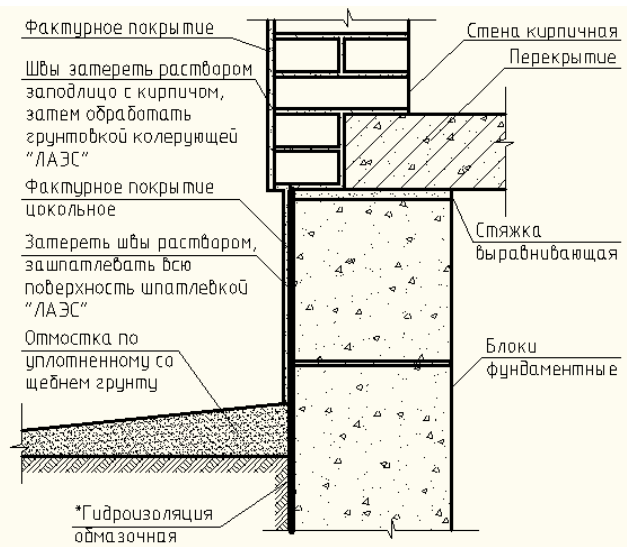 Фактурное покрытие
Швы затереть раствором
заподлицо с кирпичом,
затем обработать
грунтовкой колерующей
"ЛАЭС"
Фактурное покрытие
цокольное
Затереть швы раствором,
зашпатлевать всю
поверхность шпатлевкой
"ЛАЭС"
Отмостка по
уплотненному со
щебнем грунту
*Гидроизоляция
обмазочная
Стена кирпичная
Перекрытие
Стяжка
выравнивающая
Блоки
фундаментные